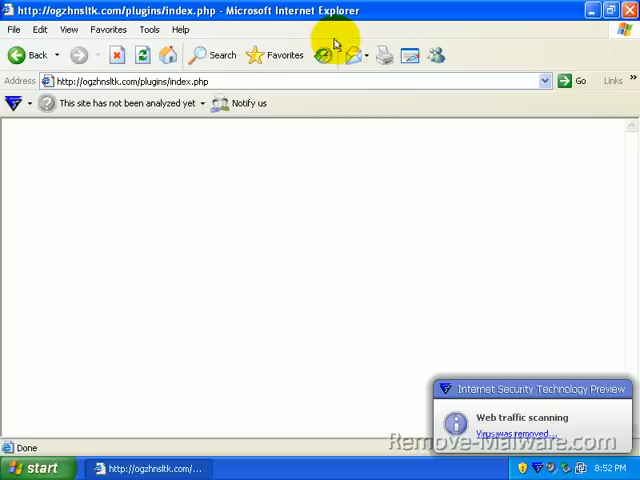 http://ogzhnsltk.com/plugins/index.php - Microsoft Internet Explorer
File Edit View Favorites Tools Help
Back Search Favorites
Address http://ogzhnsltk.com/plugins/index.php Go Links »
This site has not been analyzed yet Notify us
Internet Security Technology Preview
Web traffic scanning
Virus was removed...
Remove-Malware.com
Done
start http://ogzhnsltk.com/... 8:52 PM